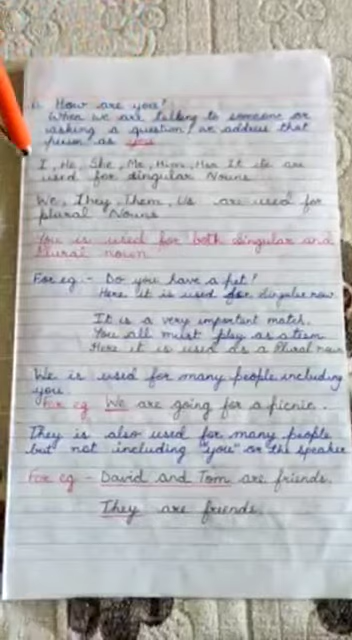 How are you?
When we are talking to someone or
asking a question, we address that
person as you
I, He, She, Me, Him, Her It etc are
used for singular Nouns
We, They, Them, Us are used for
plural Nouns
You is used for both singular and
Plural noun
For eg - Do you have a pet?
Here it is used for singular noun
It is a very important match.
You all must play as a team
Here it is used as a Plural noun
We is used for many people including
you
For eg We are going for a picnic.
They is also used for many people
but not including "you" or the speaker
For eg - David and Tom are friends.
They are friends.